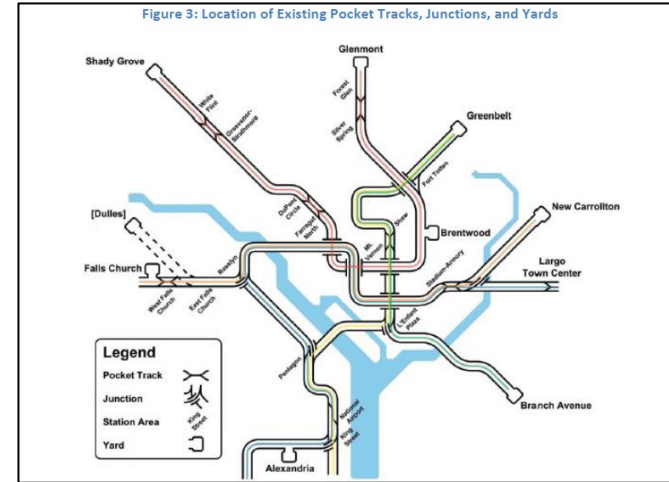 Figure 3: Location of Existing Pocket Tracks, Junctions, and Yards
Glenmont
Shady Grove
Forest
Glen
White
Flint
Greenbelt
Grosvenor-
Strathmore
Silver
Spring
Fort Totten
[Dulles]
DuPont
Circle
Farragut
North
Shaw
Mt.
Vernon
New Carrollton
Brentwood
Falls Church
Rosslyn
Stadium-Armory
Largo
Town Center
West Falls
Church
East Falls
Church
L'Enfant
Plaza
Legend
Pocket Track
Junction
Station Area
King
Street
Yard
Pentagon
National
Airport
King
Street
Branch Avenue
Alexandria